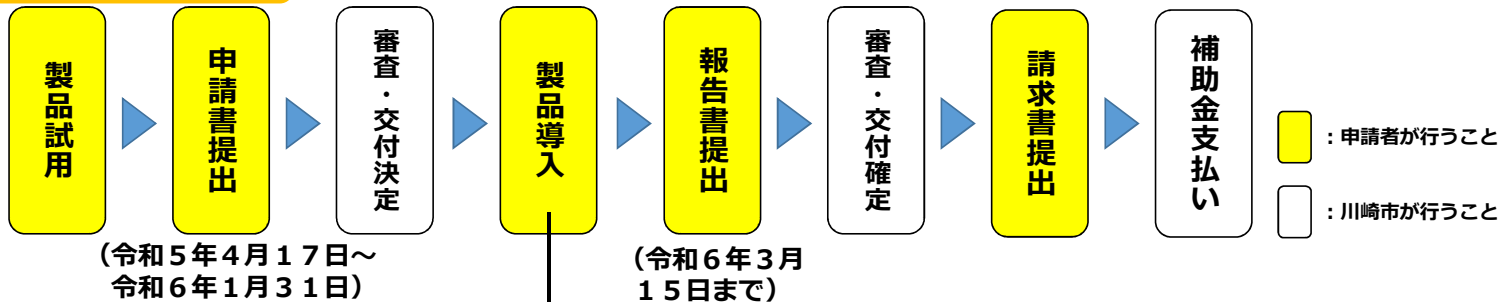 製品試用
申請書提出
審査・交付決定
製品導入
報告書提出
審査・交付確定
請求書提出
補助金支払い
：申請者が行うこと
：川崎市が行うこと
（令和５年４月１７日～
令和６年１月３１日）
（令和６年３月
１５日まで）